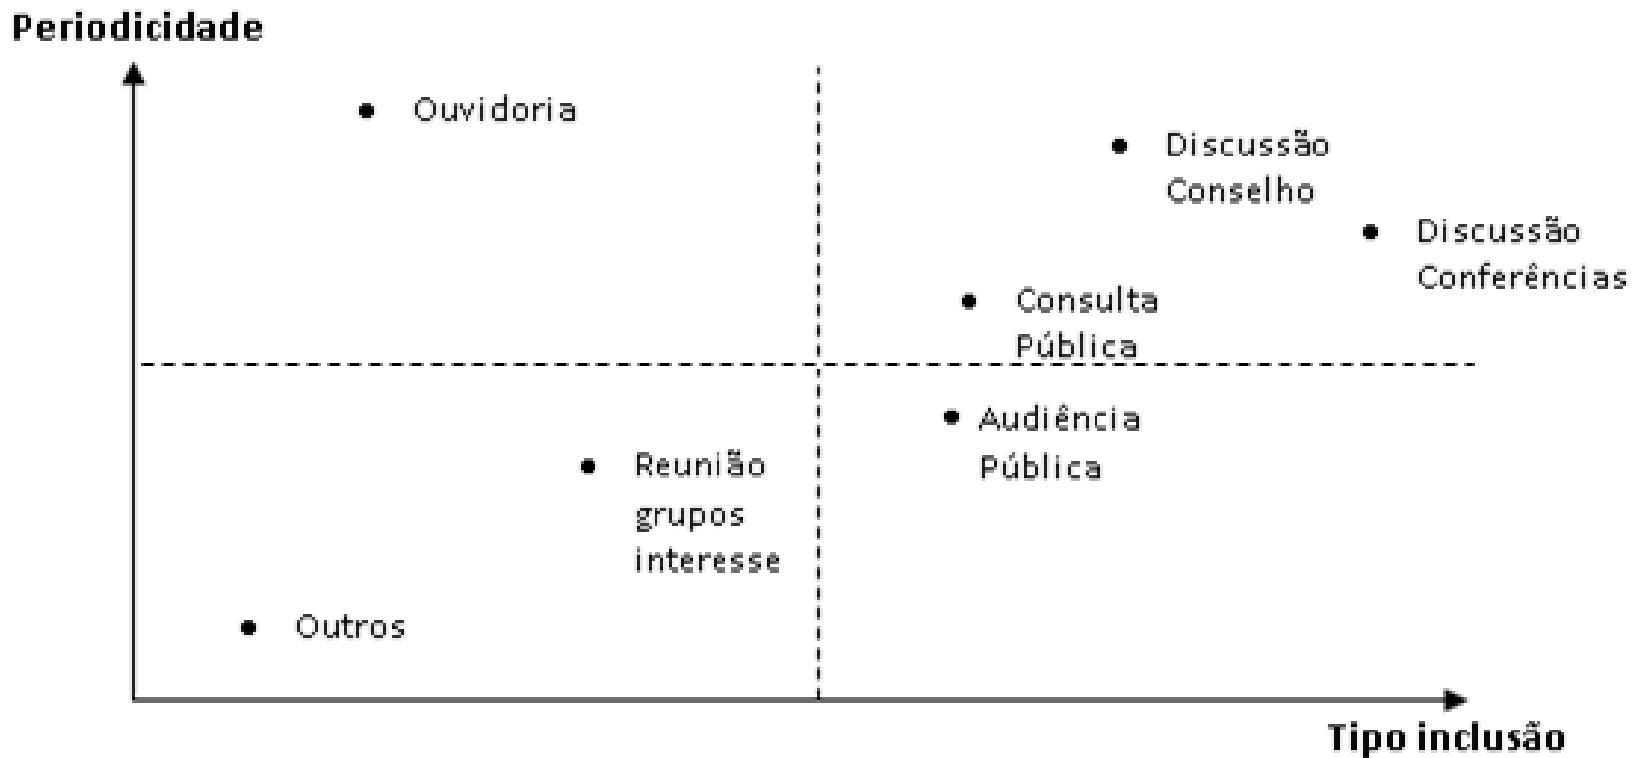 Periodicidade
Ouvidoria
Discussão
Conselho
Discussão
Conferências
Consulta
Pública
Audiência
Pública
Reunião
grupos
interesse
Outros
Tipo inclusão